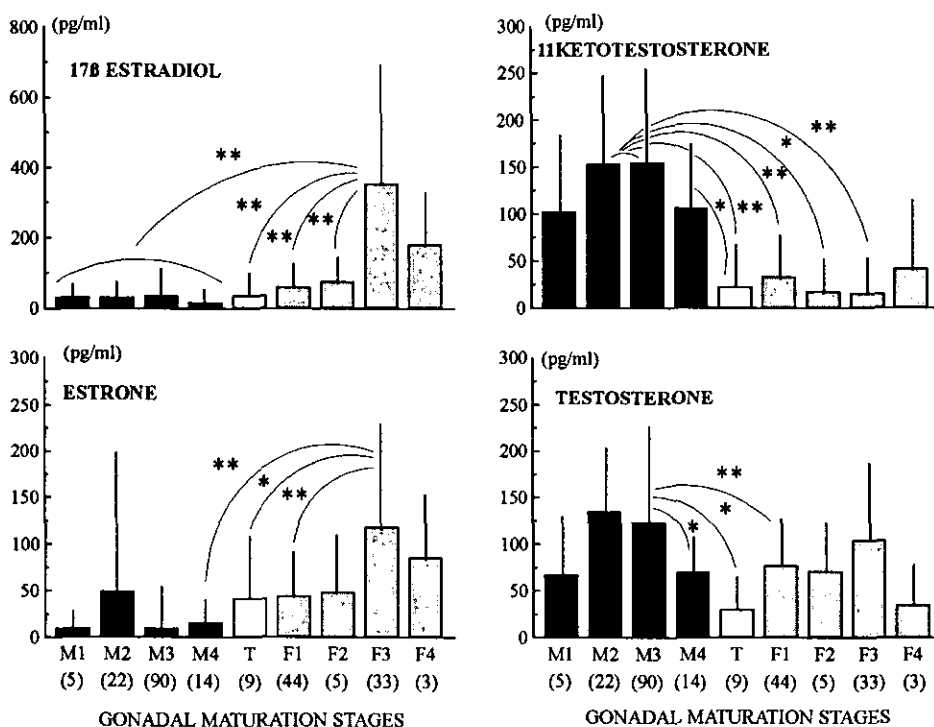 (pg/ml)
17ß ESTRADIOL
800
600
400
200
0
**
**
**
**
(pg/ml)
11KETOTESTOSTERONE
300
250
200
150
100
50
0
**
*
**
*
**
(pg/ml)
ESTRONE
300
250
200
150
100
50
0
**
*
**
M1 M2 M3 M4 T F1 F2 F3 F4
(5) (22) (90) (14) (9) (44) (5) (33) (3)
GONADAL MATURATION STAGES
(pg/ml)
TESTOSTERONE
300
250
200
150
100
50
0
**
*
*
M1 M2 M3 M4 T F1 F2 F3 F4
(5) (22) (90) (14) (9) (44) (5) (33) (3)
GONADAL MATURATION STAGES